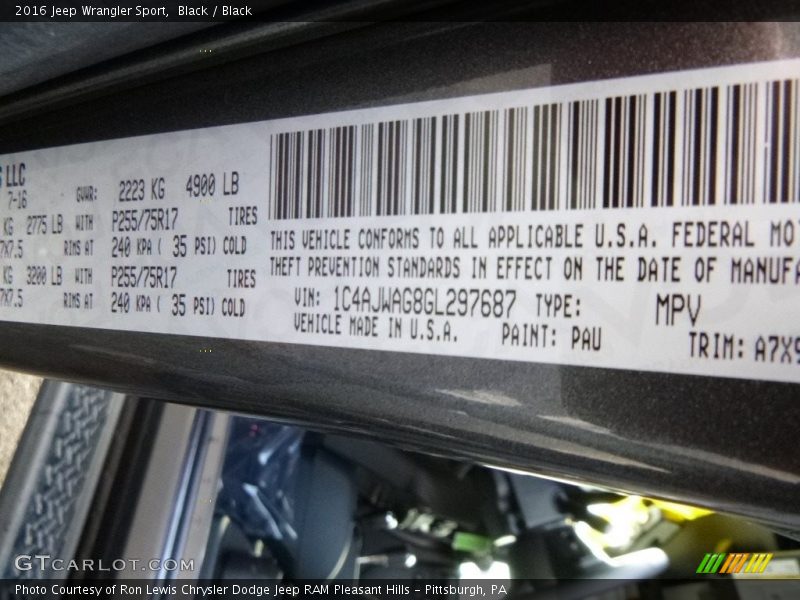 2016 Jeep Wrangler Sport, Black / Black
LLC
7-16 GVWR: 2223 KG 4900 LB
KG 2775 LB WITH P255/75R17 TIRES
RIMS AT 240 KPA ( 35 PSI) COLD
KG 3200 LB WITH P255/75R17 TIRES
RIMS AT 240 KPA ( 35 PSI) COLD
THIS VEHICLE CONFORMS TO ALL APPLICABLE U.S.A. FEDERAL MO
THEFT PREVENTION STANDARDS IN EFFECT ON THE DATE OF MANUFA
VIN: 1C4AJWAG8GL297687 TYPE: MPV
VEHICLE MADE IN U.S.A. PAINT: PAU TRIM: A7X9
GTCARLOT.COM
Photo Courtesy of Ron Lewis Chrysler Dodge Jeep RAM Pleasant Hills – Pittsburgh, PA